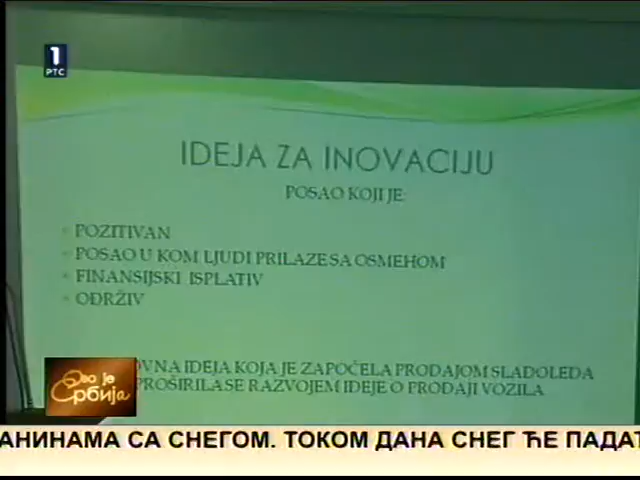 1
РТС
IDEJA ZA INOVACIJU
POSAO KOJI JE
POZITIVAN
POSAO U KOM LJUDI PRILAZE SA OSMEHOM
FINANSIJSKI ISPLATIV
ODRŽIV
OVNA IDEJA KOJA JE ZAPOČELA PRODAJOM SLADOLEDA
PROŠIRILA SE RAZVOJEM IDEJE O PRODAJI VOZILA
Ово је
Србија
АНИНАМА СА СНЕГОМ. ТОКОМ ДАНА СНЕГ ЋЕ ПАДАТ